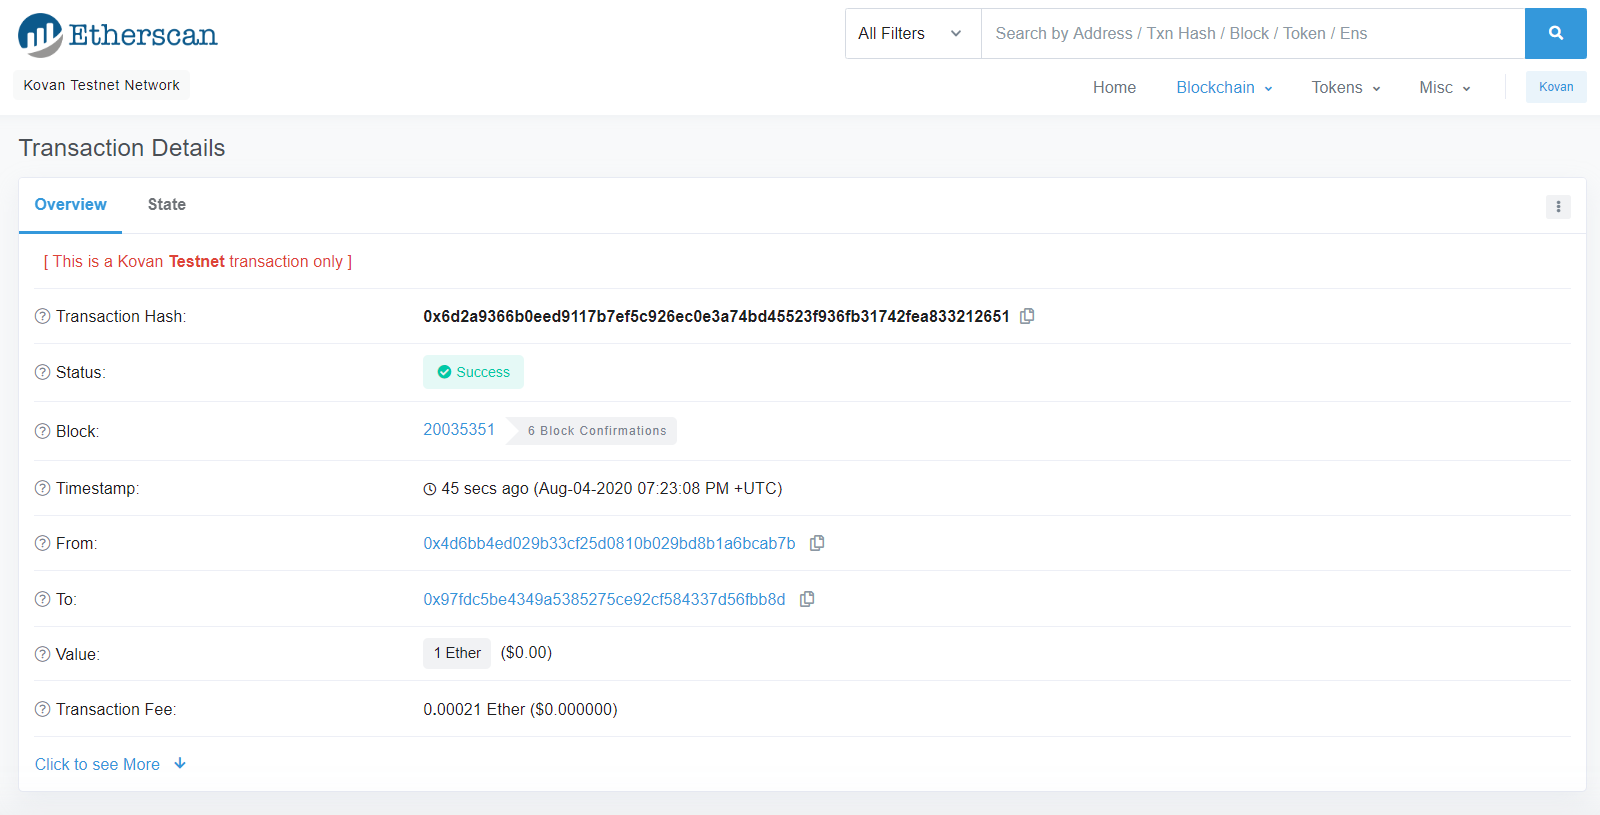 Etherscan
All Filters
Search by Address / Txn Hash / Block / Token / Ens
Kovan Testnet Network
Home Blockchain Tokens Misc Kovan
Transaction Details
Overview State
[ This is a Kovan Testnet transaction only ]
Transaction Hash: 0x6d2a9366b0eed9117b7ef5c926ec0e3a74bd45523f936fb31742fea833212651
Status: Success
Block: 20035351 6 Block Confirmations
Timestamp: 45 secs ago (Aug-04-2020 07:23:08 PM +UTC)
From: 0x4d6bb4ed029b33cf25d0810b029bd8b1a6bcab7b
To: 0x97fdc5be4349a5385275ce92cf584337d56fbb8d
Value: 1 Ether ($0.00)
Transaction Fee: 0.00021 Ether ($0.000000)
Click to see More